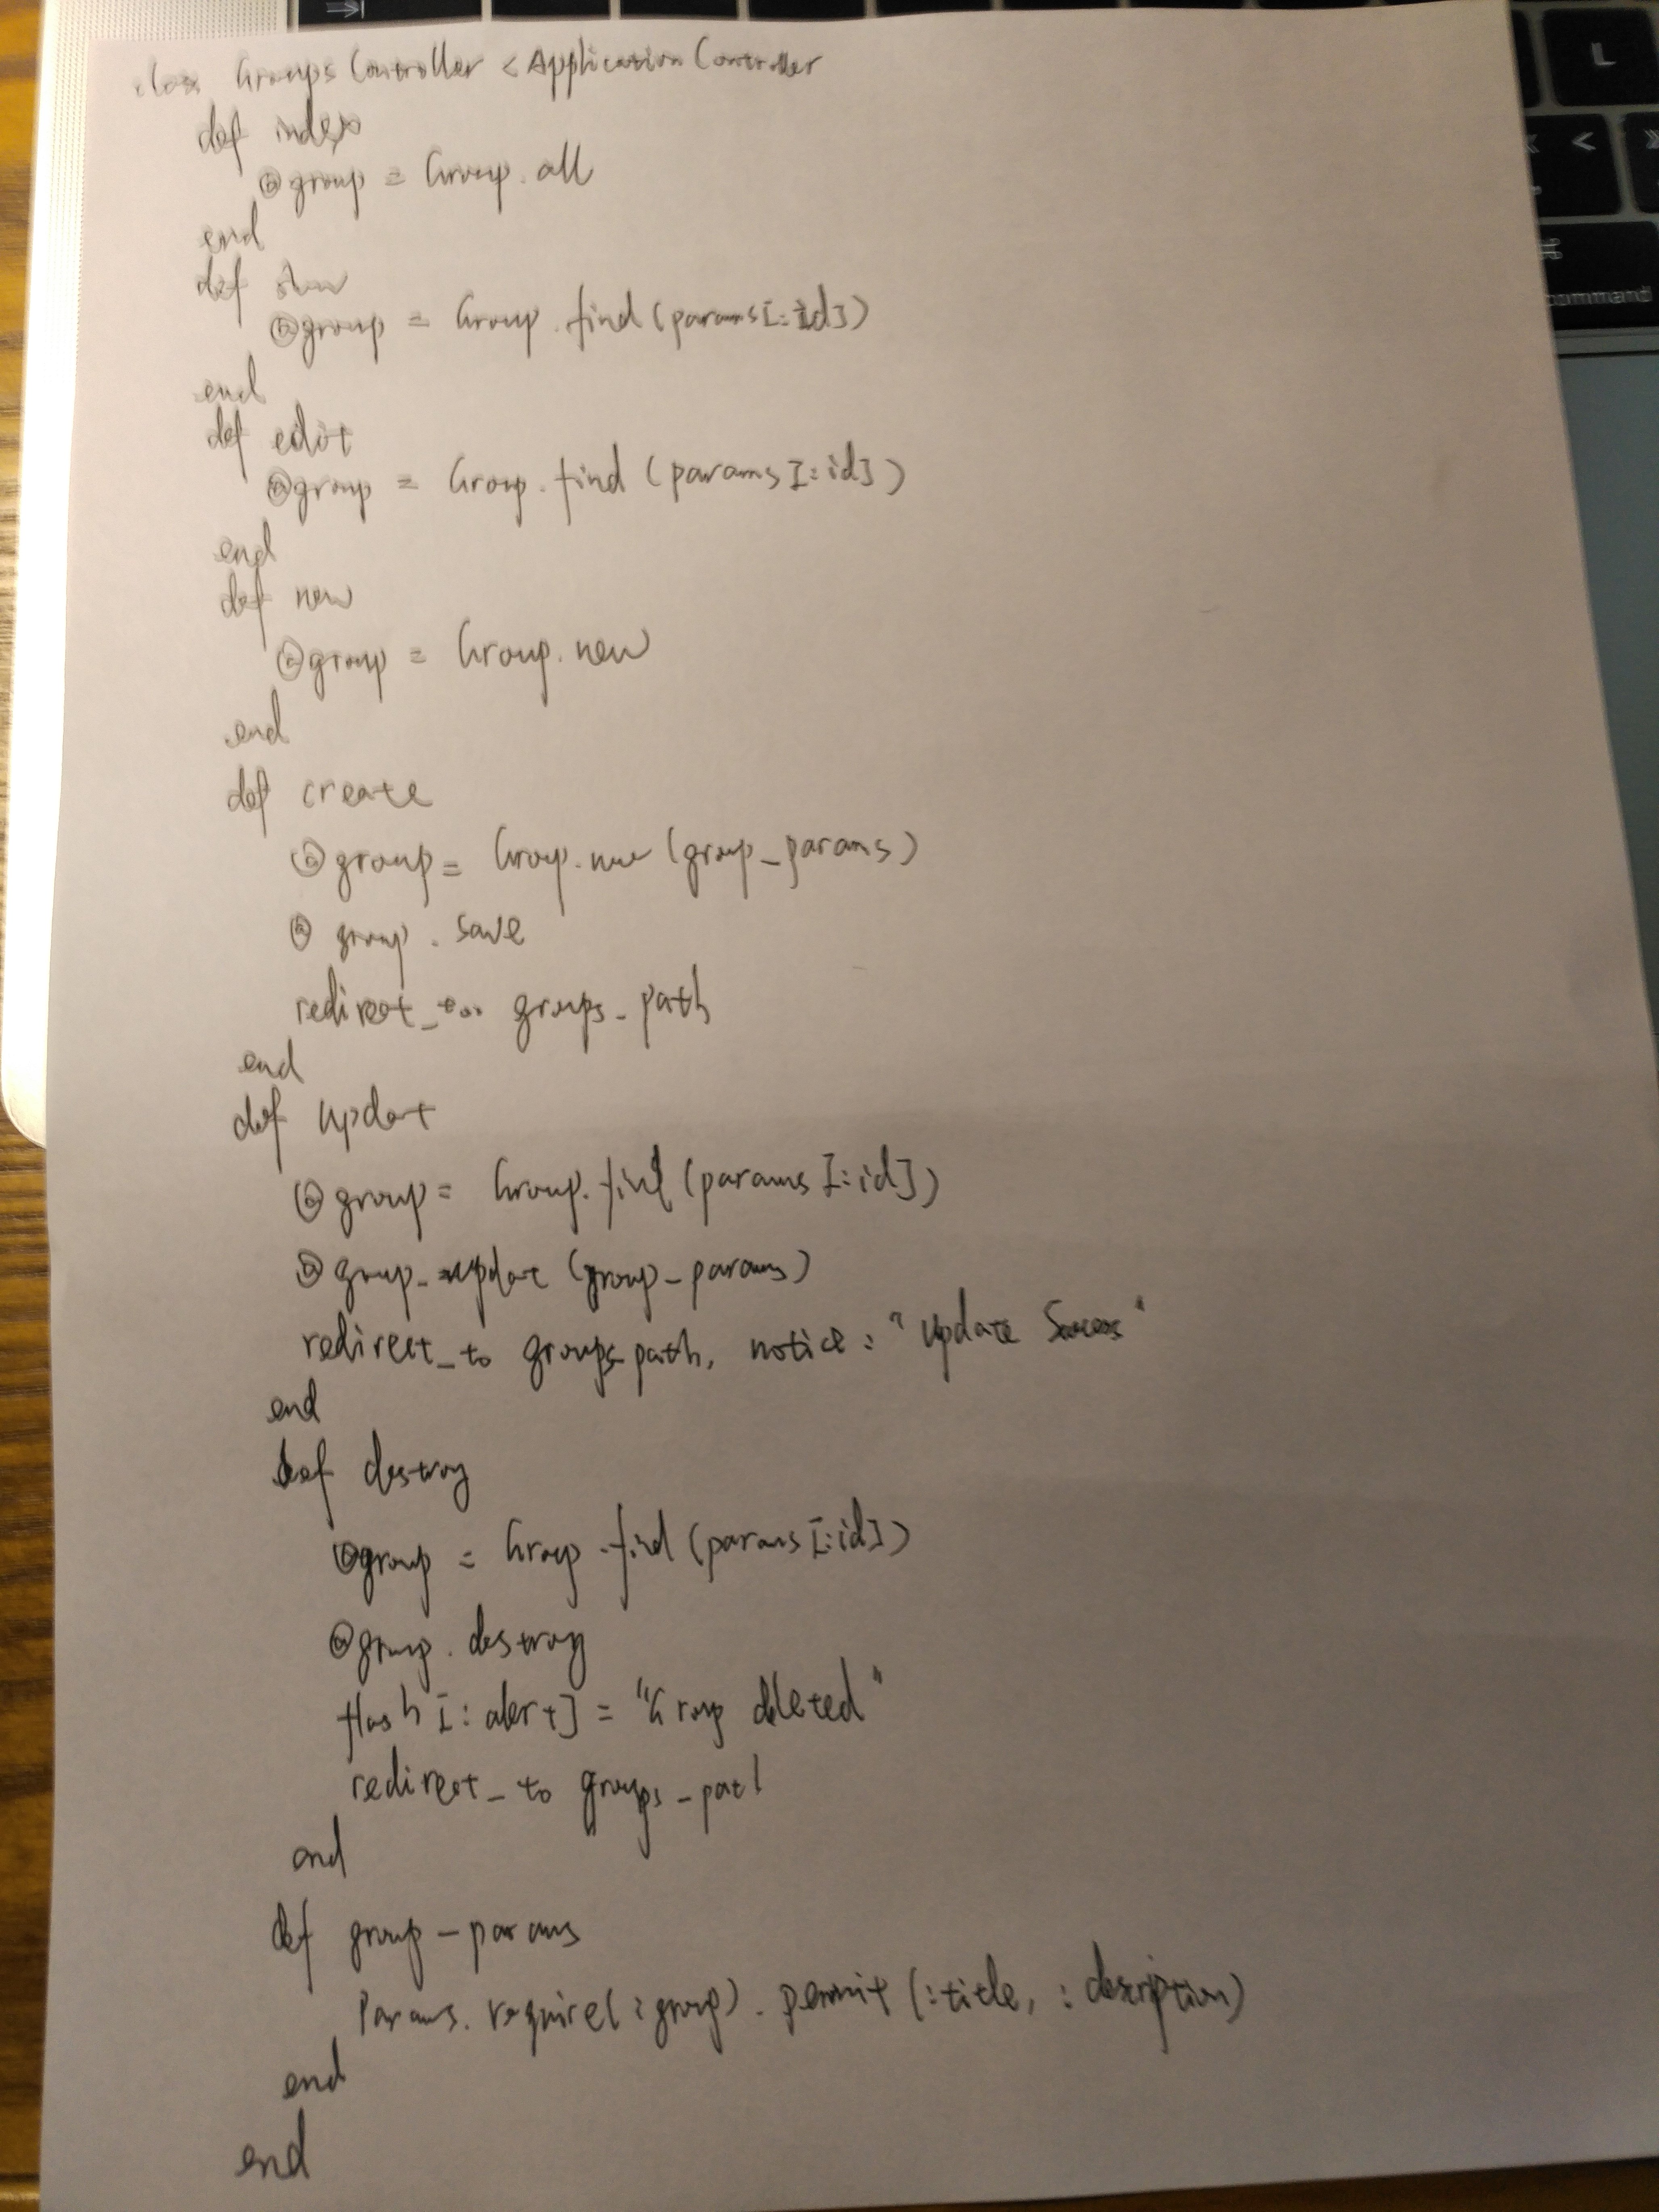 class GroupsController < ApplicationController
def index
@group = Group.all
end
def show
@group = Group.find(params[:id])
end
def edit
@group = Group.find(params[:id])
end
def new
@group = Group.new
end
def create
@group = Group.new(group_params)
@group.save
redirect_to groups_path
end
def updat
@group = Group.find(params[:id])
@group.update(group_params)
redirect_to groups_path, notice: "Update Success"
end
def destroy
@group = Group.find(params[:id])
@group.destroy
flash[:alert] = "Group deleted"
redirect_to groups_path
end
def group_params
params.require(:group).permit(:title, :description)
end
end
L
<
command